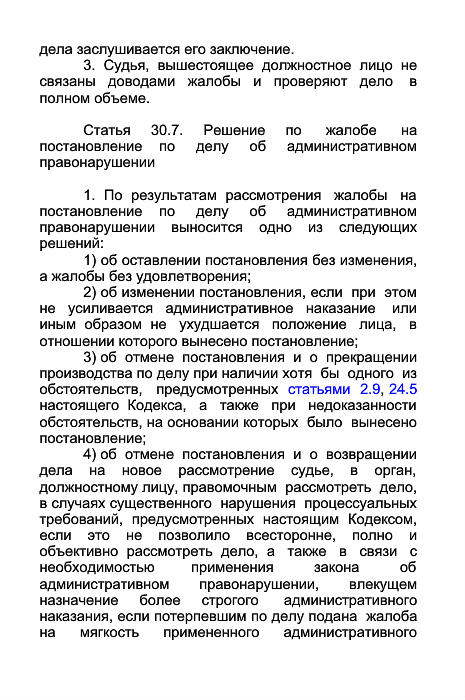 дела заслушивается его заключение.
3. Судья, вышестоящее должностное лицо не
связаны доводами жалобы и проверяют дело в
полном объеме.
Статья 30.7. Решение по жалобе на
постановление по делу об административном
правонарушении
1. По результатам рассмотрения жалобы на
постановление по делу об административном
правонарушении выносится одно из следующих
решений:
1) об оставлении постановления без изменения,
а жалобы без удовлетворения;
2) об изменении постановления, если при этом
не усиливается административное наказание или
иным образом не ухудшается положение лица, в
отношении которого вынесено постановление;
3) об отмене постановления и о прекращении
производства по делу при наличии хотя бы одного из
обстоятельств, предусмотренных статьями 2.9, 24.5
настоящего Кодекса, а также при недоказанности
обстоятельств, на основании которых было вынесено
постановление;
4) об отмене постановления и о возвращении
дела на новое рассмотрение судье, в орган,
должностному лицу, правомочным рассмотреть дело,
в случаях существенного нарушения процессуальных
требований, предусмотренных настоящим Кодексом,
если это не позволило всесторонне, полно и
объективно рассмотреть дело, а также в связи с
необходимостью применения закона об
административном правонарушении, влекущем
назначение более строгого административного
наказания, если потерпевшим по делу подана жалоба
на мягкость примененного административного